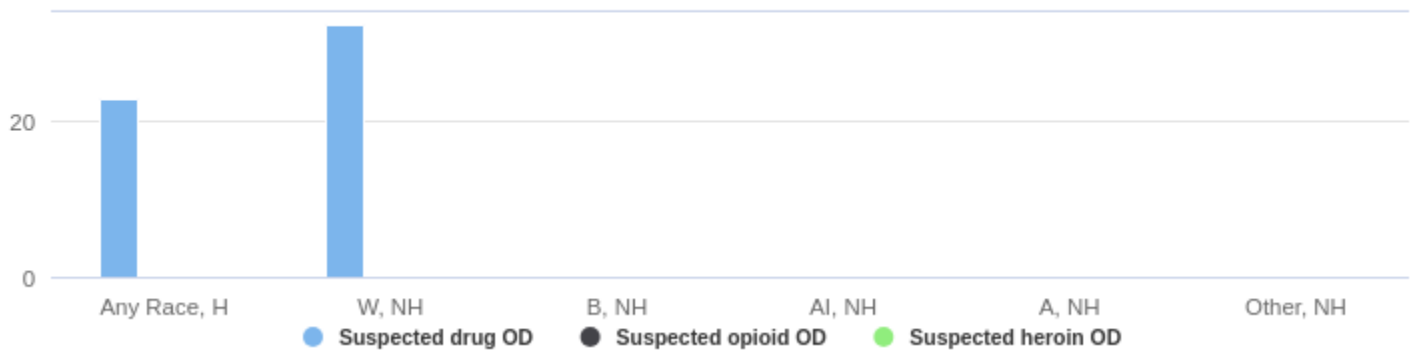 20
0
Any Race, H W, NH B, NH AI, NH A, NH Other, NH
Suspected drug OD Suspected opioid OD Suspected heroin OD